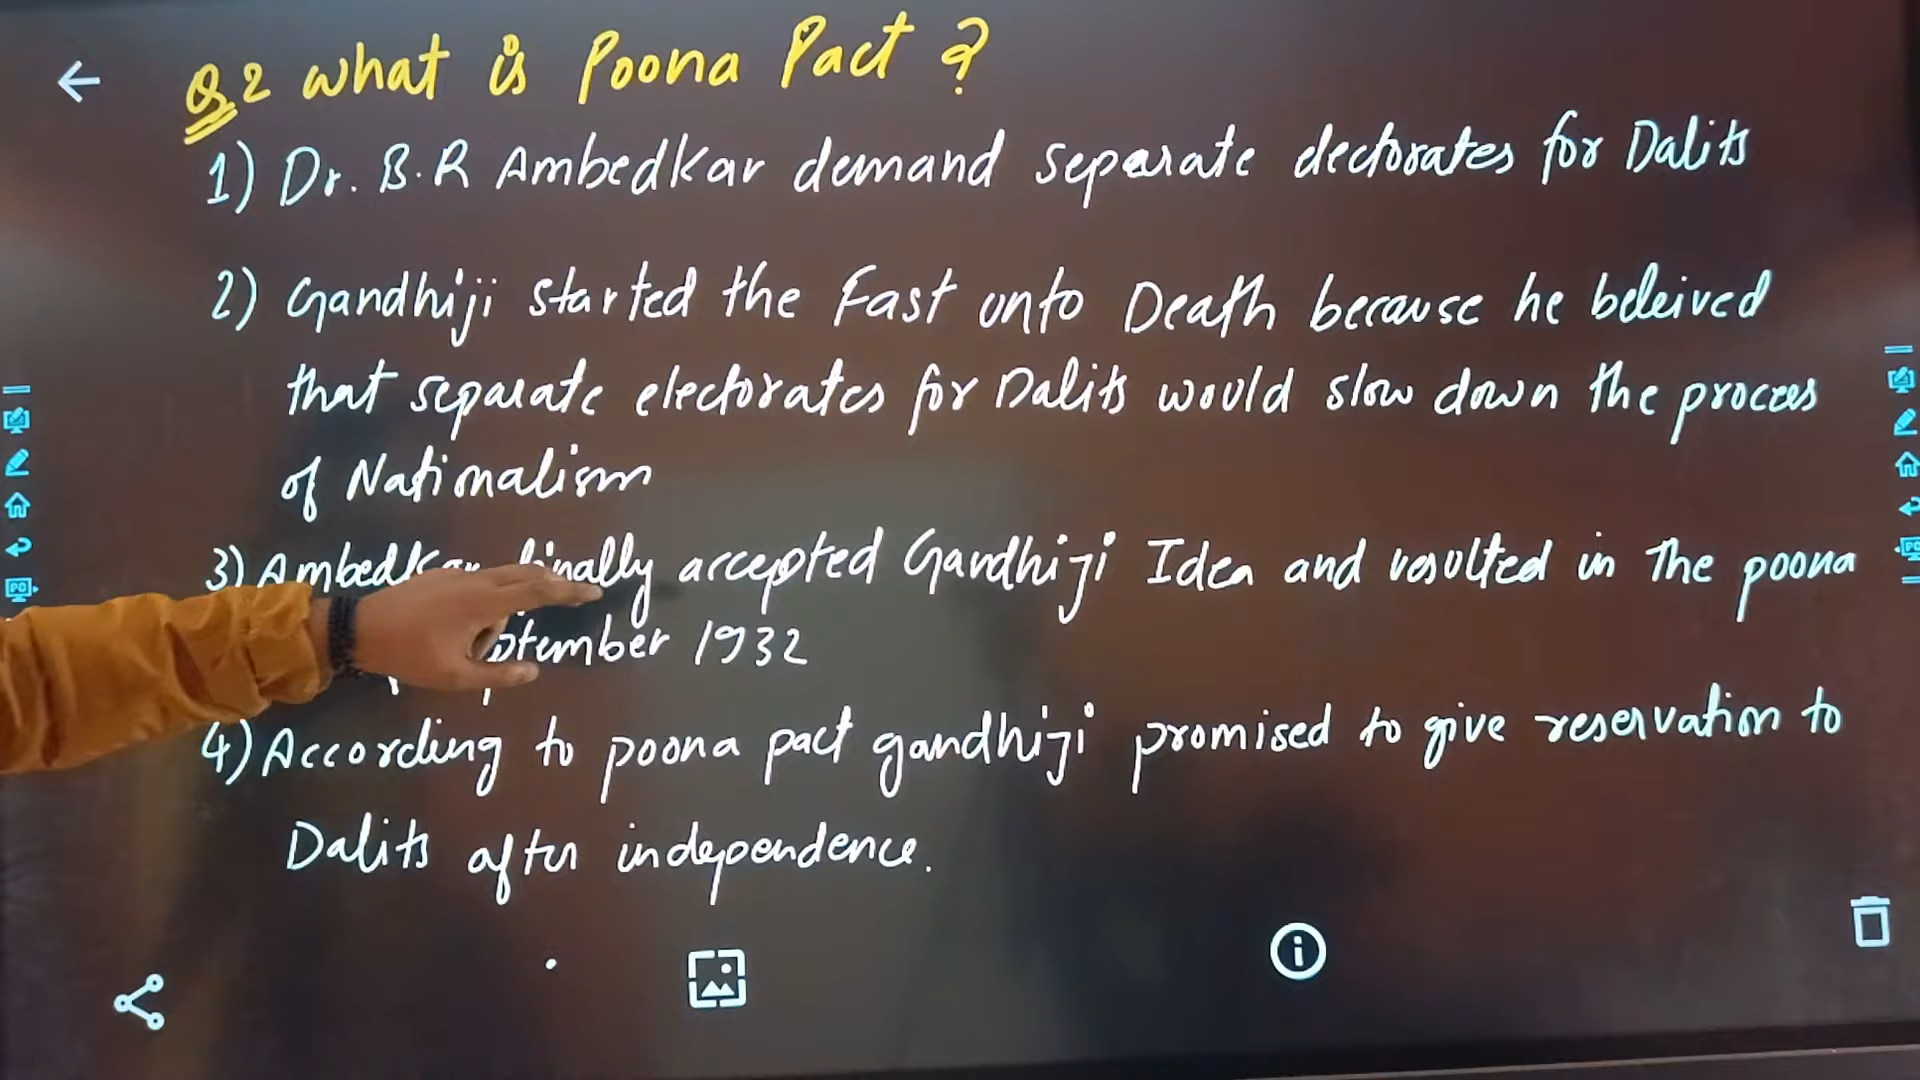 Q2 What is Poona Pact ?
1) Dr. B.R Ambedkar demand separate electorates for Dalits
2) Gandhiji started the Fast unto Death because he beleived
that separate electorates for Dalits would slow down the process
of Nationalism
3) Ambedkar finally accepted Gandhiji Idea and resulted in the poona
ptember 1932
4) According to poona pact gandhiji promised to give reservation to
Dalits after independence.